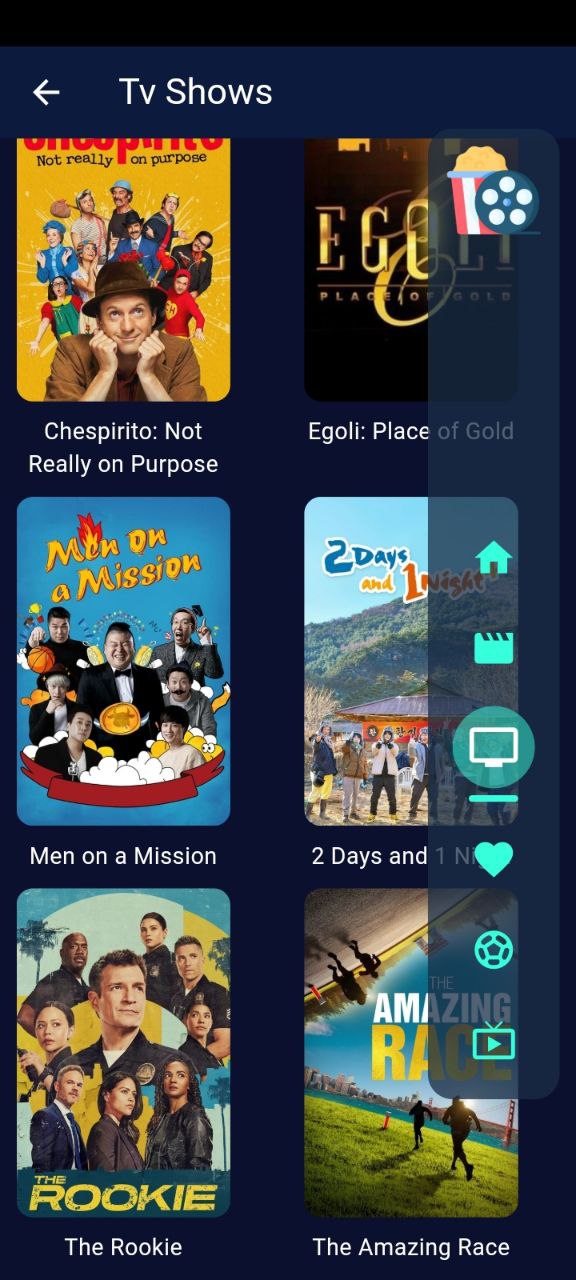 Tv Shows
Chespirito
Not really on purpose
EGOLI
PLACE OF GOLD
Chespirito: Not
Really on Purpose
Egoli: Place of Gold
Men on
a Mission
2 Days
and 1 Night
Men on a Mission
2 Days and 1 Ni
THE
ROOKIE
THE
AMAZING
RACE
The Rookie
The Amazing Race